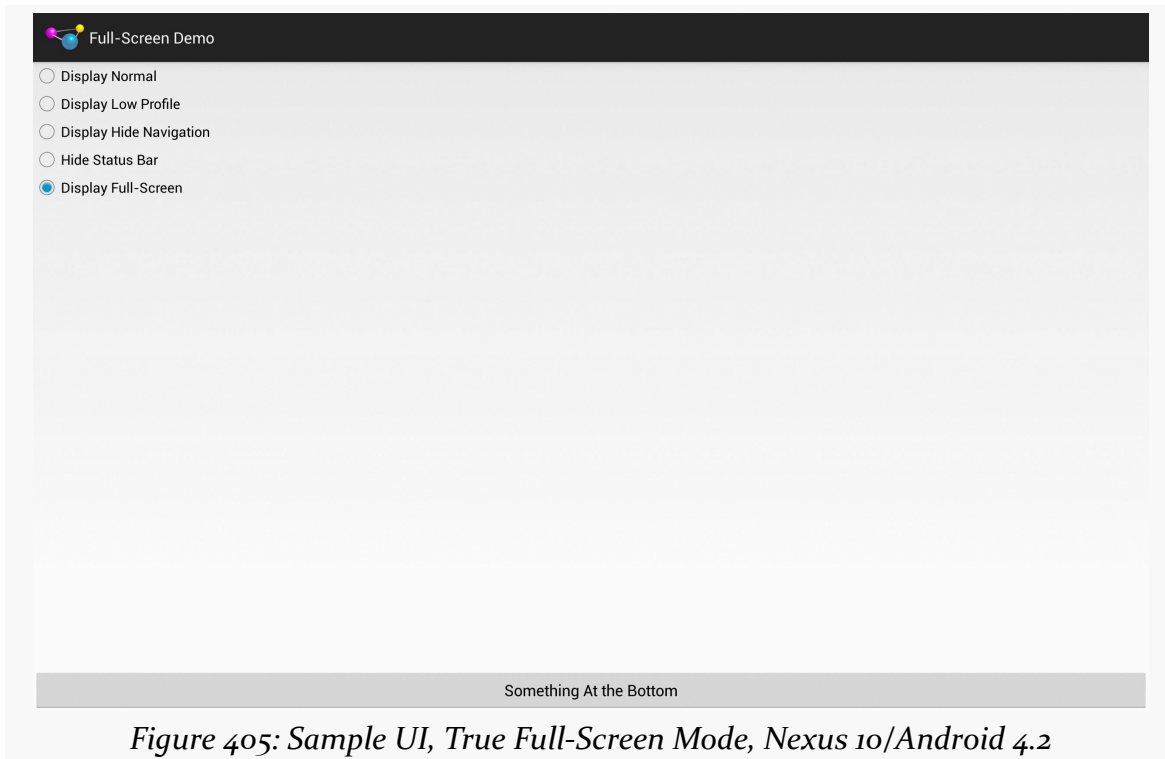 Full-Screen Demo
Display Normal
Display Low Profile
Display Hide Navigation
Hide Status Bar
Display Full-Screen
Something At the Bottom
Figure 405: Sample UI, True Full-Screen Mode, Nexus 10/Android 4.2